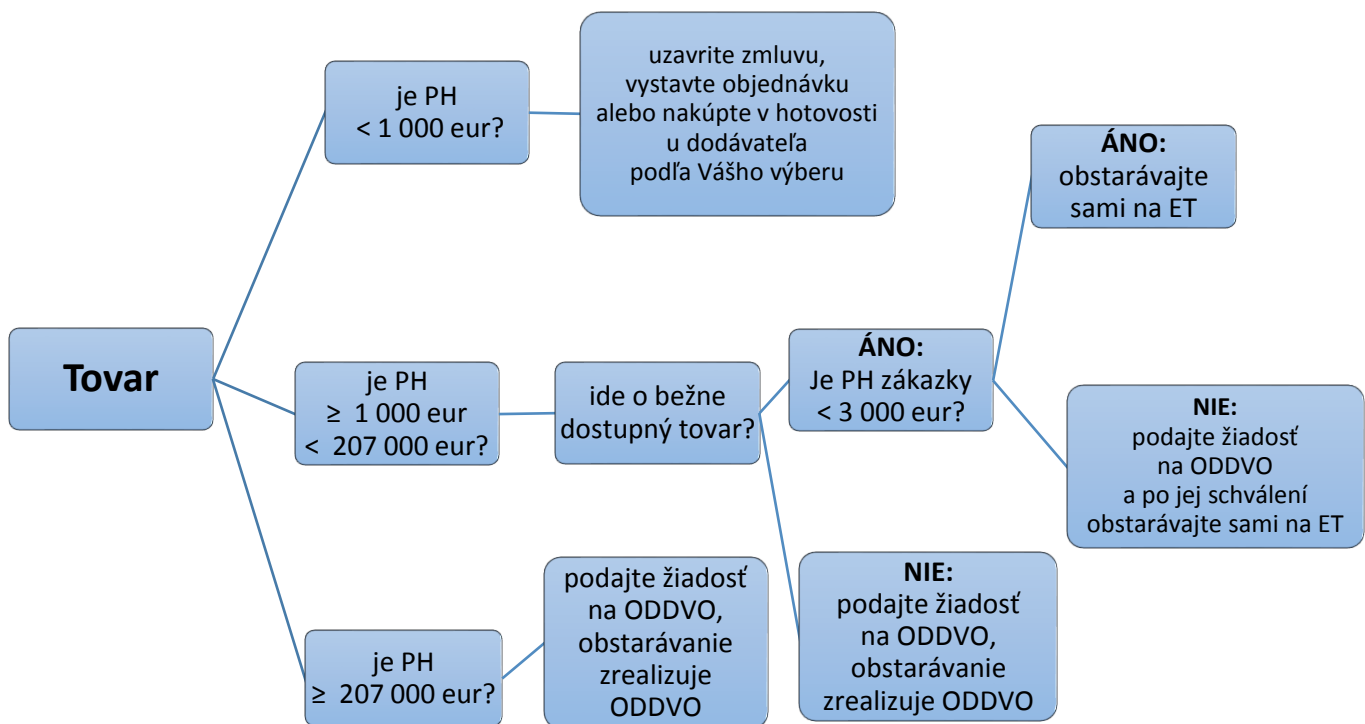 Tovar
je PH
< 1 000 eur?
uzavrite zmluvu,
vystavte objednávku
alebo nakúpte v hotovosti
u dodávateľa
podľa Vášho výberu
je PH
≥ 1 000 eur
< 207 000 eur?
ide o bežne
dostupný tovar?
ÁNO:
Je PH zákazky
< 3 000 eur?
ÁNO:
obstarávajte
sami na ET
NIE:
podajte žiadosť
na ODDVO
a po jej schválení
obstarávajte sami na ET
NIE:
podajte žiadosť
na ODDVO,
obstarávanie
zrealizuje ODDVO
je PH
≥ 207 000 eur?
podajte žiadosť
na ODDVO,
obstarávanie
zrealizuje
ODDVO